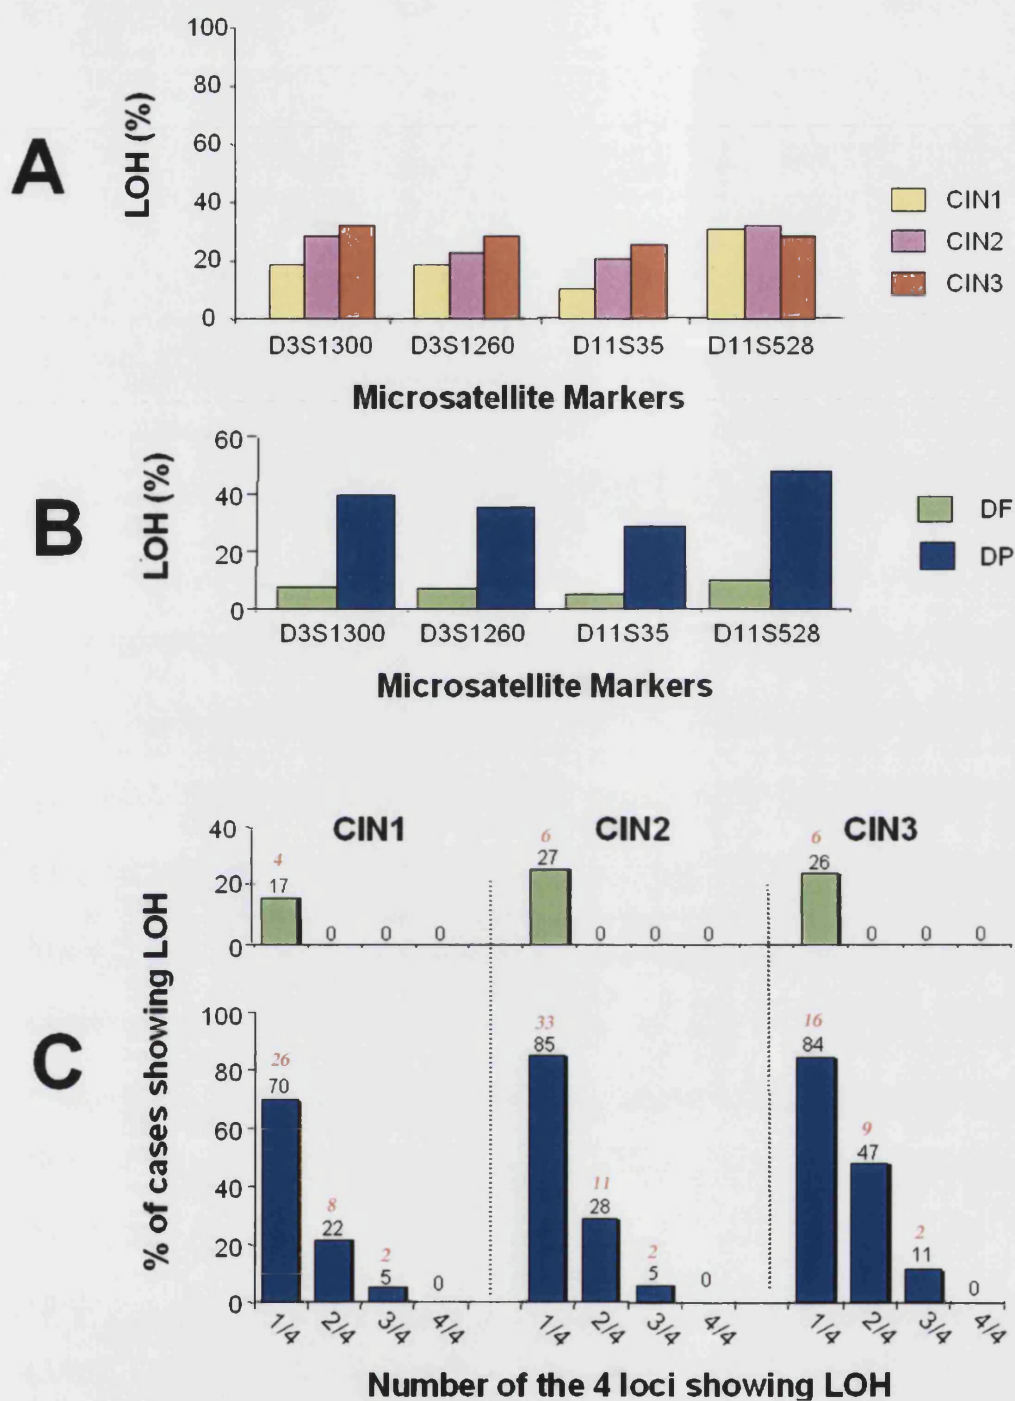 A
LOH (%)
100
80
60
40
20
0
D3S1300 D3S1260 D11S35 D11S528
Microsatellite Markers
CIN1
CIN2
CIN3
B
LOH (%)
60
40
20
0
D3S1300 D3S1260 D11S35 D11S528
Microsatellite Markers
DF
DP
C
% of cases showing LOH
CIN1 CIN2 CIN3
40
20
0
4 6 6
17 0 0 0 27 0 0 0 26 0 0 0
100
80
60
40
20
0
26 8 2 33 11 2 16 9 2
70 22 5 0 85 28 5 0 84 47 11 0
1/4 2/4 3/4 4/4 1/4 2/4 3/4 4/4 1/4 2/4 3/4 4/4
Number of the 4 loci showing LOH